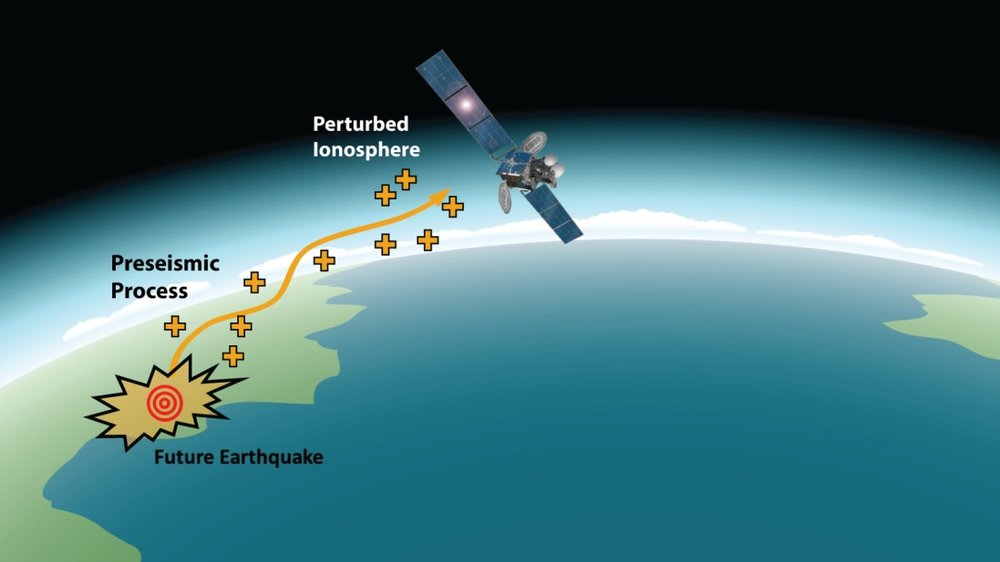 Perturbed
Ionosphere
Preseismic
Process
Future Earthquake